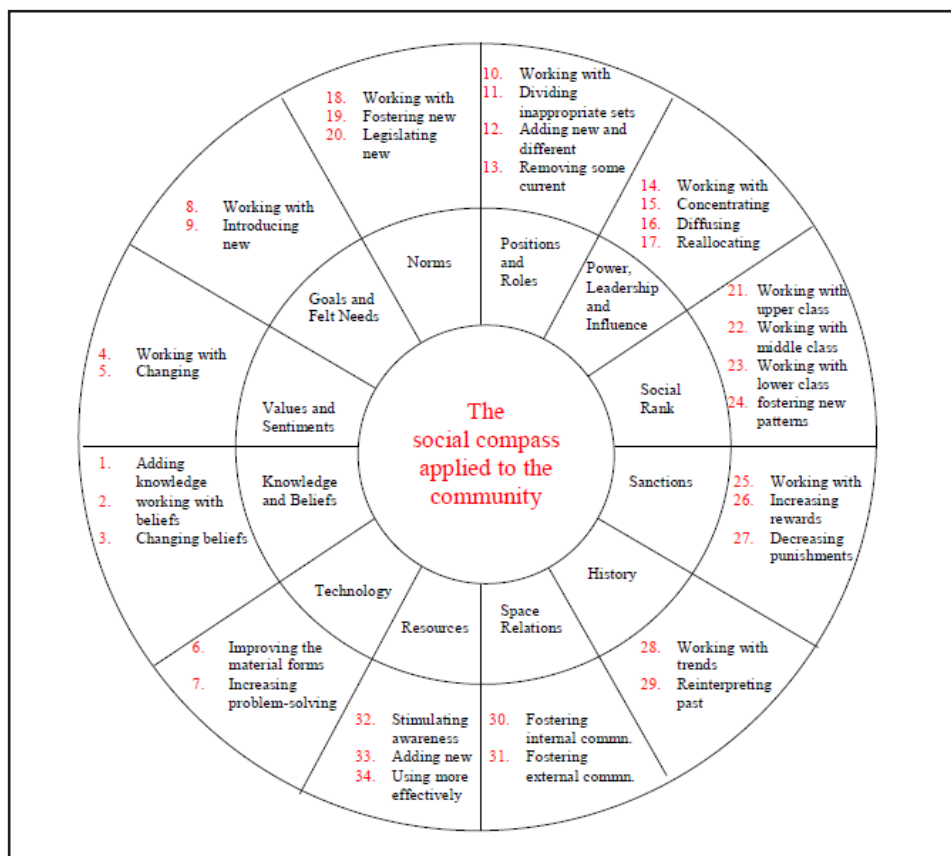 10. Working with
11. Dividing
inappropriate sets
12. Adding new and
different
13. Removing some
current
18. Working with
19. Fostering new
20. Legislating
new
14. Working with
15. Concentrating
16. Diffusing
17. Reallocating
8. Working with
9. Introducing
new
Norms
Positions
and
Roles
Power,
Leadership
and
Influence
Goals and
Felt Needs
21. Working with
upper class
22. Working with
middle class
23. Working with
lower class
24. fostering new
patterns
4. Working with
5. Changing
Values and
Sentiments
Social
Rank
The
social compass
applied to the
community
1. Adding
knowledge
2. working with
beliefs
3. Changing beliefs
Knowledge
and Beliefs
Sanctions
25. Working with
26. Increasing
rewards
27. Decreasing
punishments
Technology
Resources
Space
Relations
History
6. Improving the
material forms
7. Increasing
problem-solving
28. Working with
trends
29. Reinterpreting
past
32. Stimulating
awareness
33. Adding new
34. Using more
effectively
30. Fostering
internal commn.
31. Fostering
external commn.